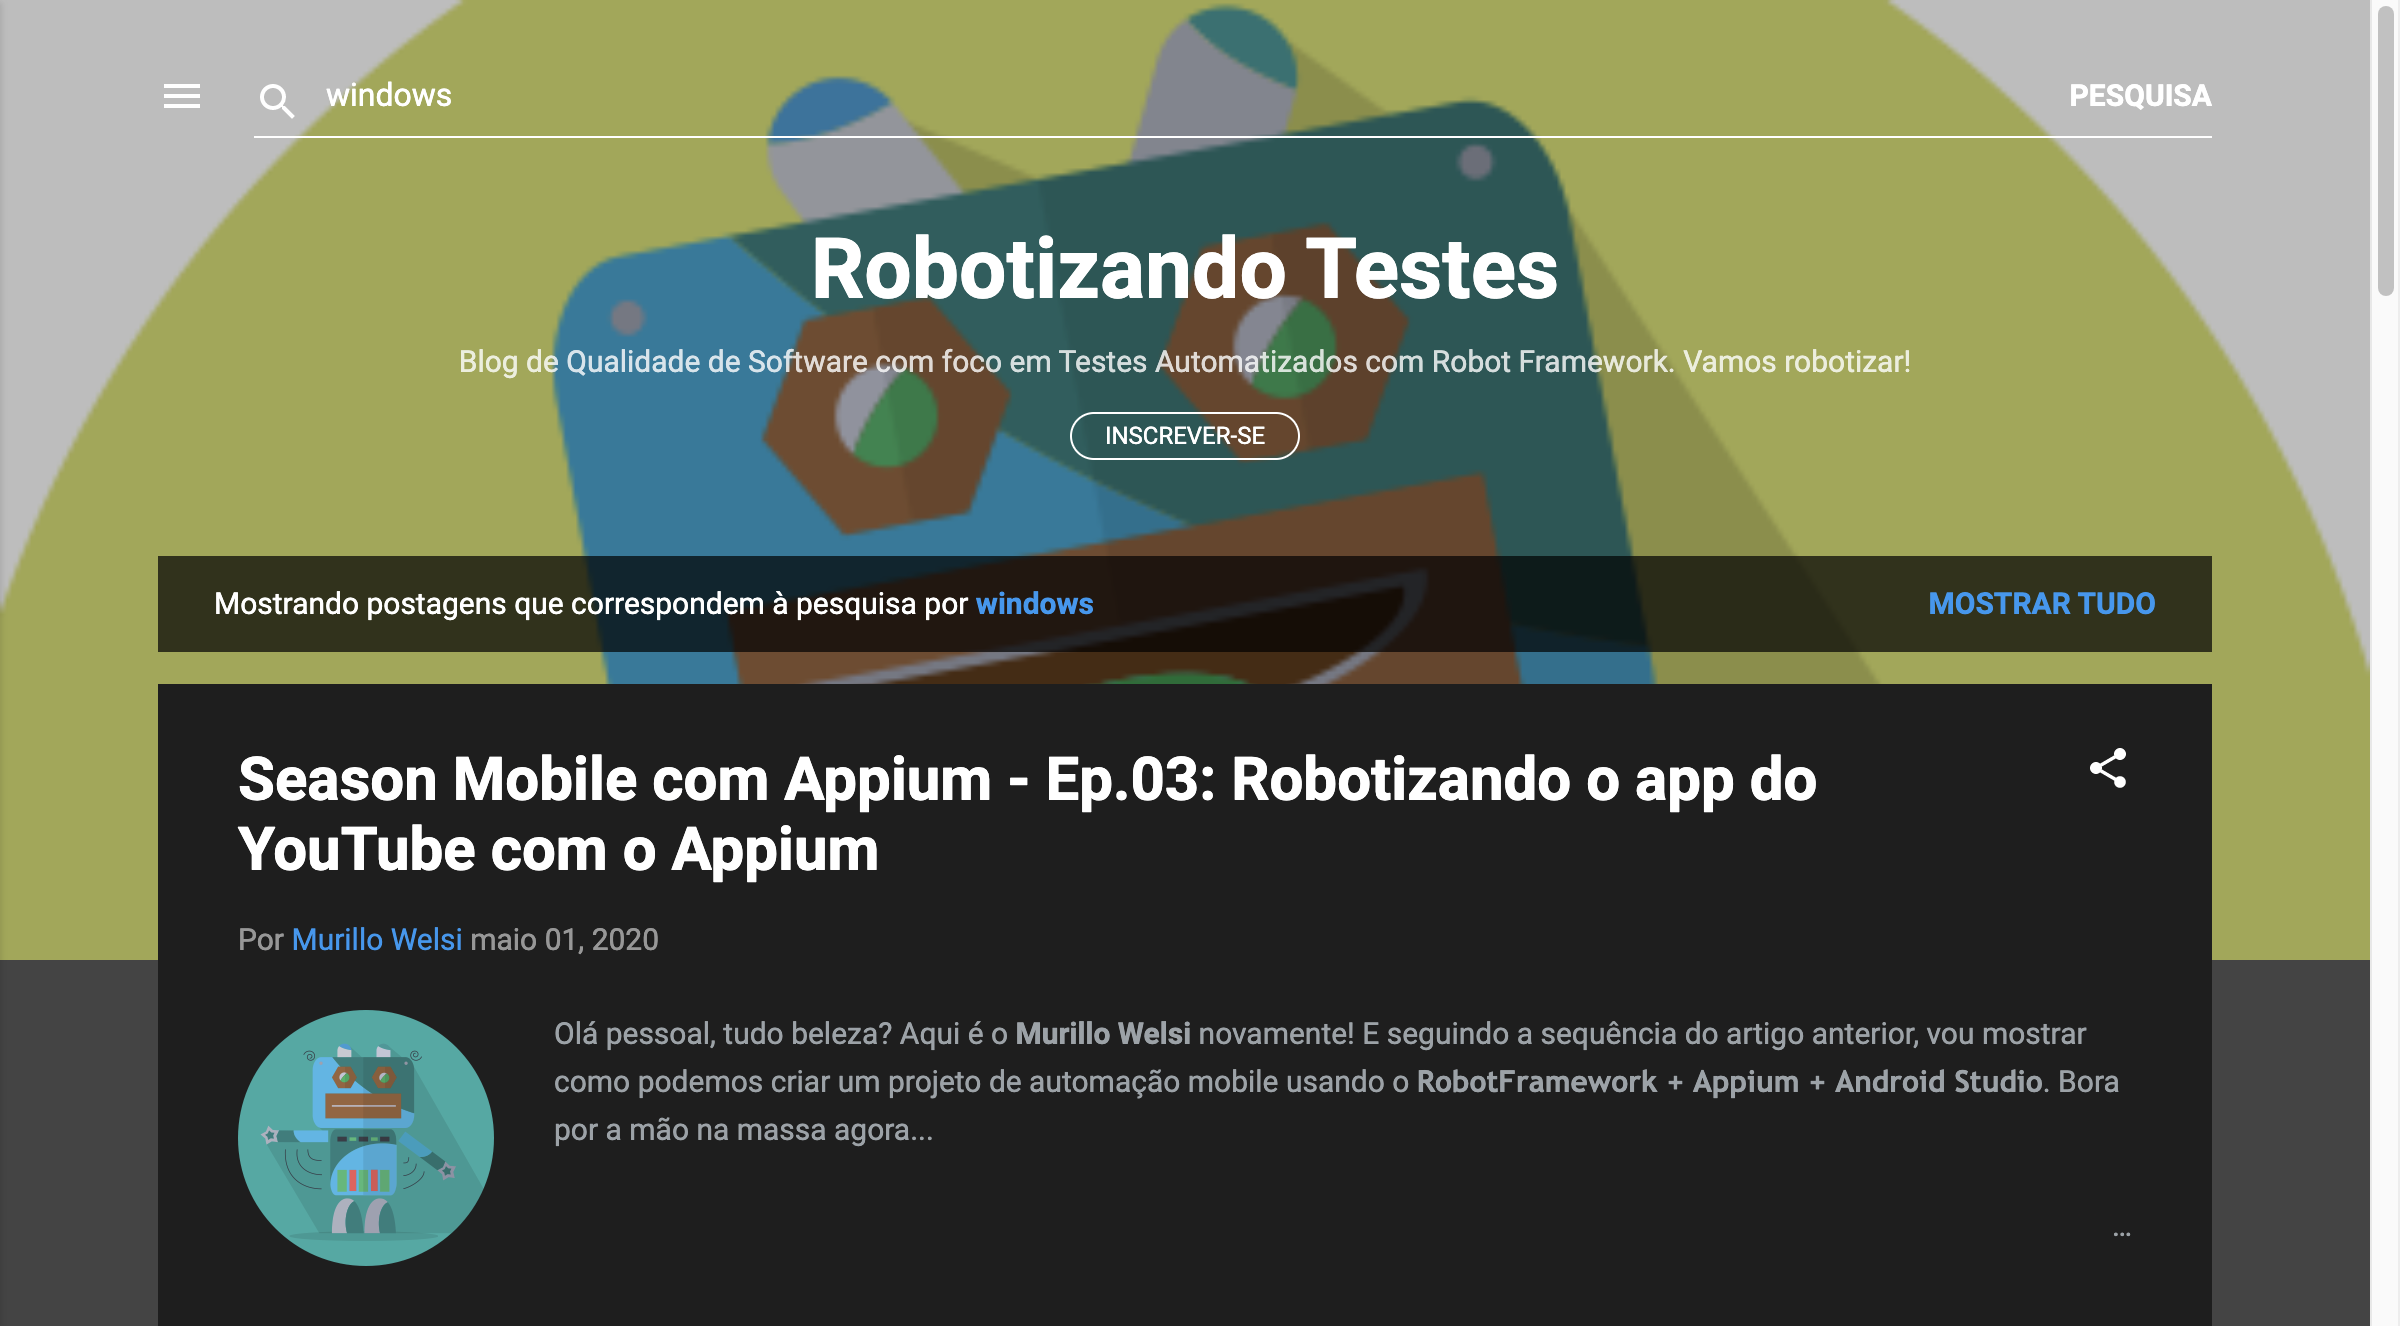 windows
PESQUISA
Robotizando Testes
Blog de Qualidade de Software com foco em Testes Automatizados com Robot Framework. Vamos robotizar!
INSCREVER-SE
Mostrando postagens que correspondem à pesquisa por windows
MOSTRAR TUDO
Season Mobile com Appium - Ep.03: Robotizando o app do
YouTube com o Appium
Por Murillo Welsi maio 01, 2020
Olá pessoal, tudo beleza? Aqui é o Murillo Welsi novamente! E seguindo a sequência do artigo anterior, vou mostrar
como podemos criar um projeto de automação mobile usando o RobotFramework + Appium + Android Studio. Bora
por a mão na massa agora...
...